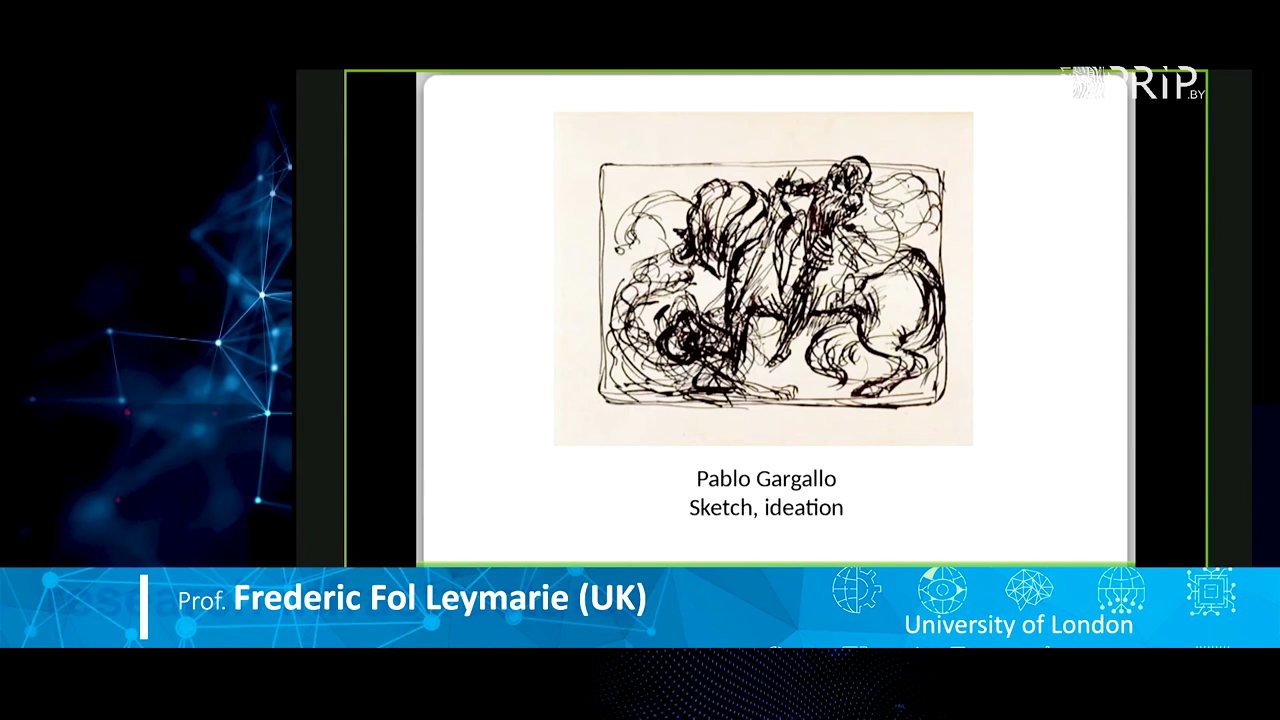 PRIP.BY
Pablo Gargallo
Sketch, ideation
Prof. Frederic Fol Leymarie (UK)
University of London